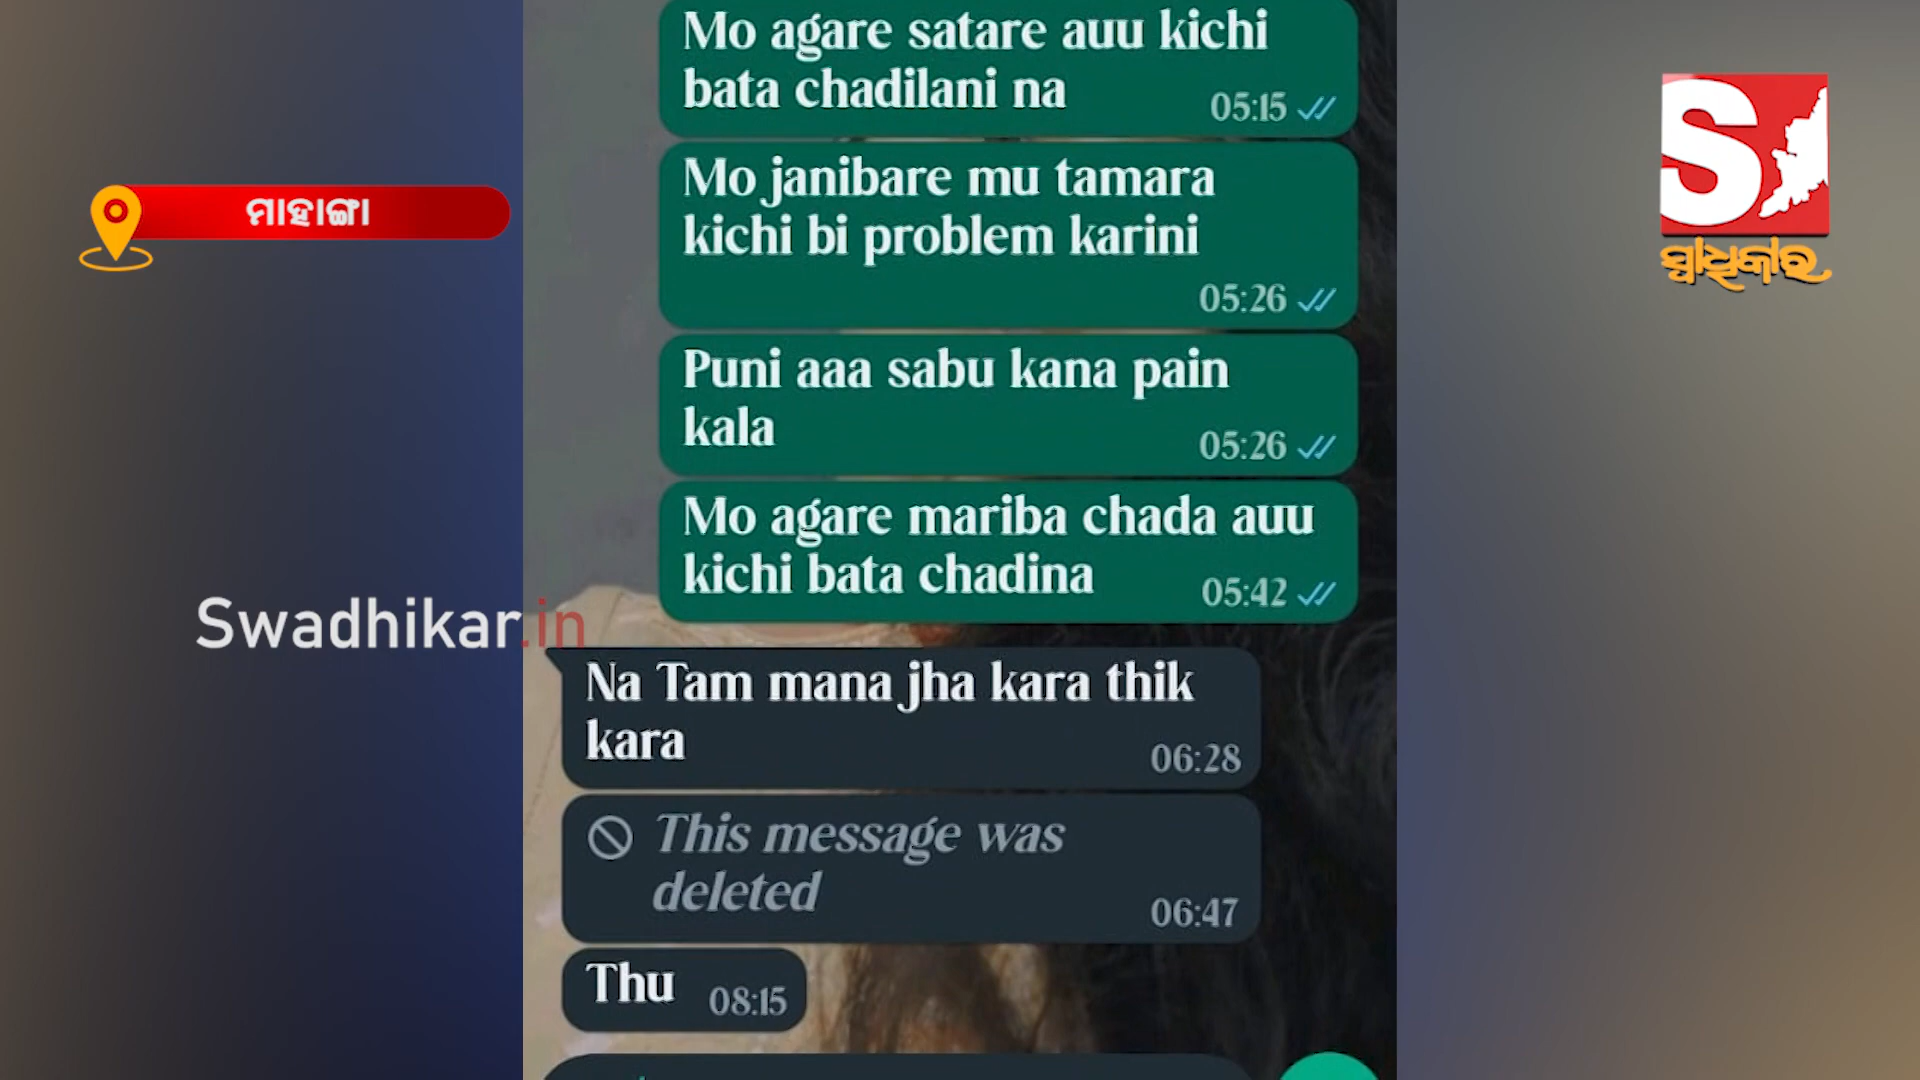 Mo agare satare auu kichi
bata chadilani na
05:15
Mo janibare mu tamara
kichi bi problem karini
05:26
Puni aaa sabu kana pain
kala
05:26
Mo agare mariba chada auu
kichi bata chadina
05:42
Na Tam mana jha kara thik
kara
06:28
This message was
deleted
06:47
Thu
08:15
ମାହାଙ୍ଗା
Swadhikar.in
S
ସ୍ୱାଧିକାର